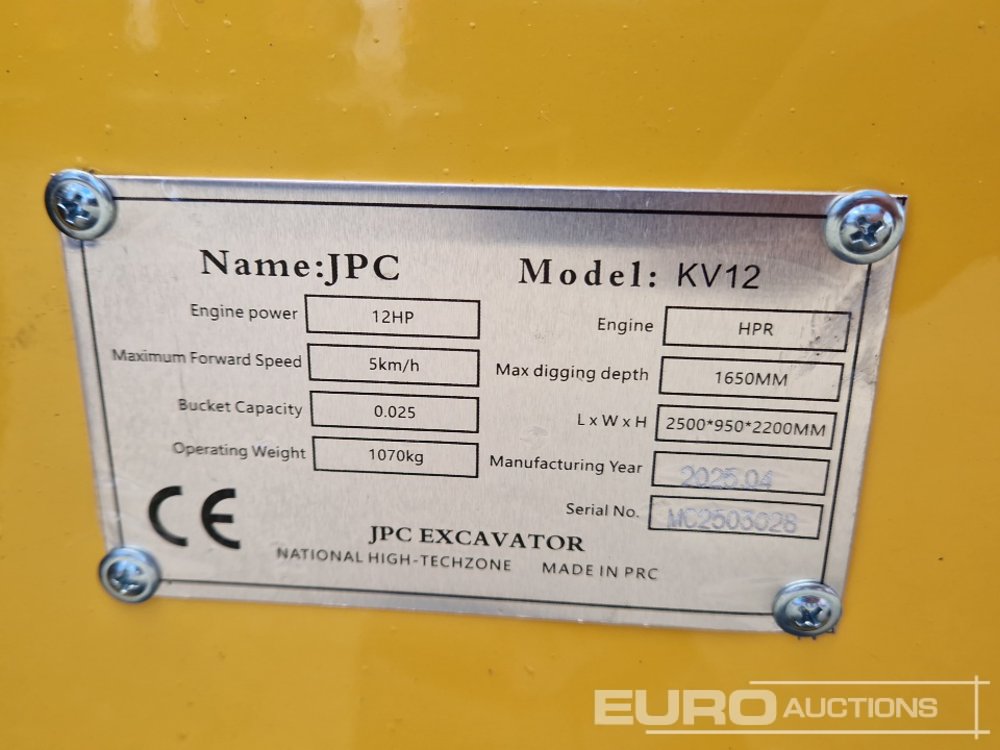 Name:JPC Model: KV12
Engine power 12HP Engine HPR
Maximum Forward Speed 5km/h Max digging depth 1650MM
Bucket Capacity 0.025 L x W x H 2500*950*2200MM
Operating Weight 1070kg Manufacturing Year 2025.04
Serial No. MC2503028
CE
JPC EXCAVATOR
NATIONAL HIGH-TECHZONE MADE IN PRC
EURO AUCTIONS